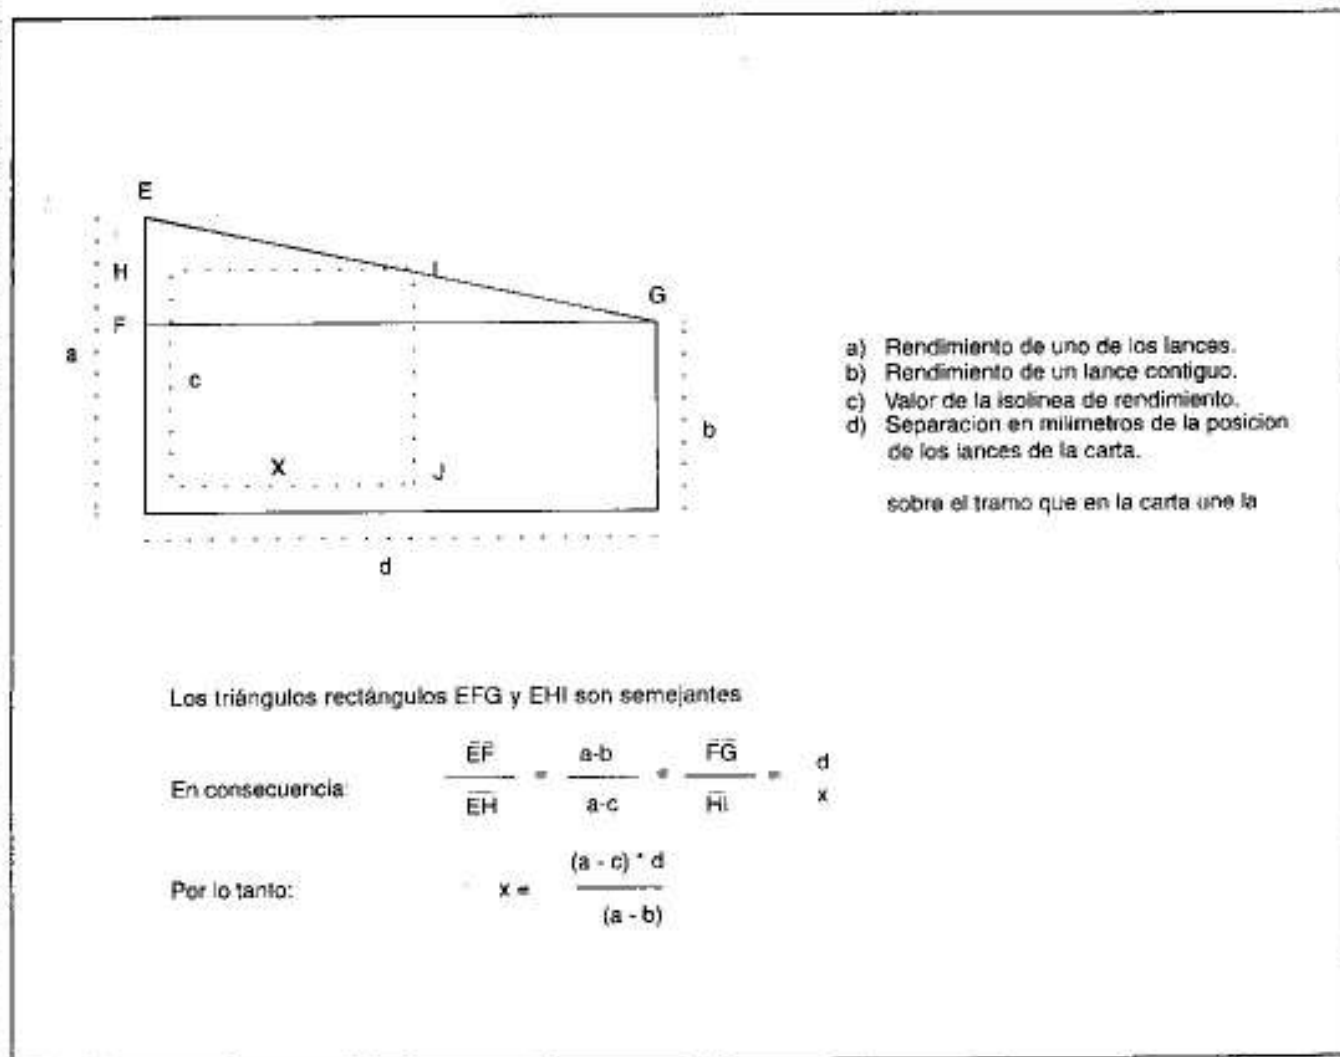 E
H
I
G
F
a
c
b
X
J
d
a) Rendimiento de uno de los lances.
b) Rendimiento de un lance contiguo.
c) Valor de la isolinea de rendimiento.
d) Separacion en milimetros de la posicion
de los lances de la carta.
sobre el tramo que en la carta une la
Los triángulos rectángulos EFG y EHI son semejantes
En consecuencia: EF / EH = a-b / a-c = FG / HI = d x
Por lo tanto: x = (a - c) * d / (a - b)